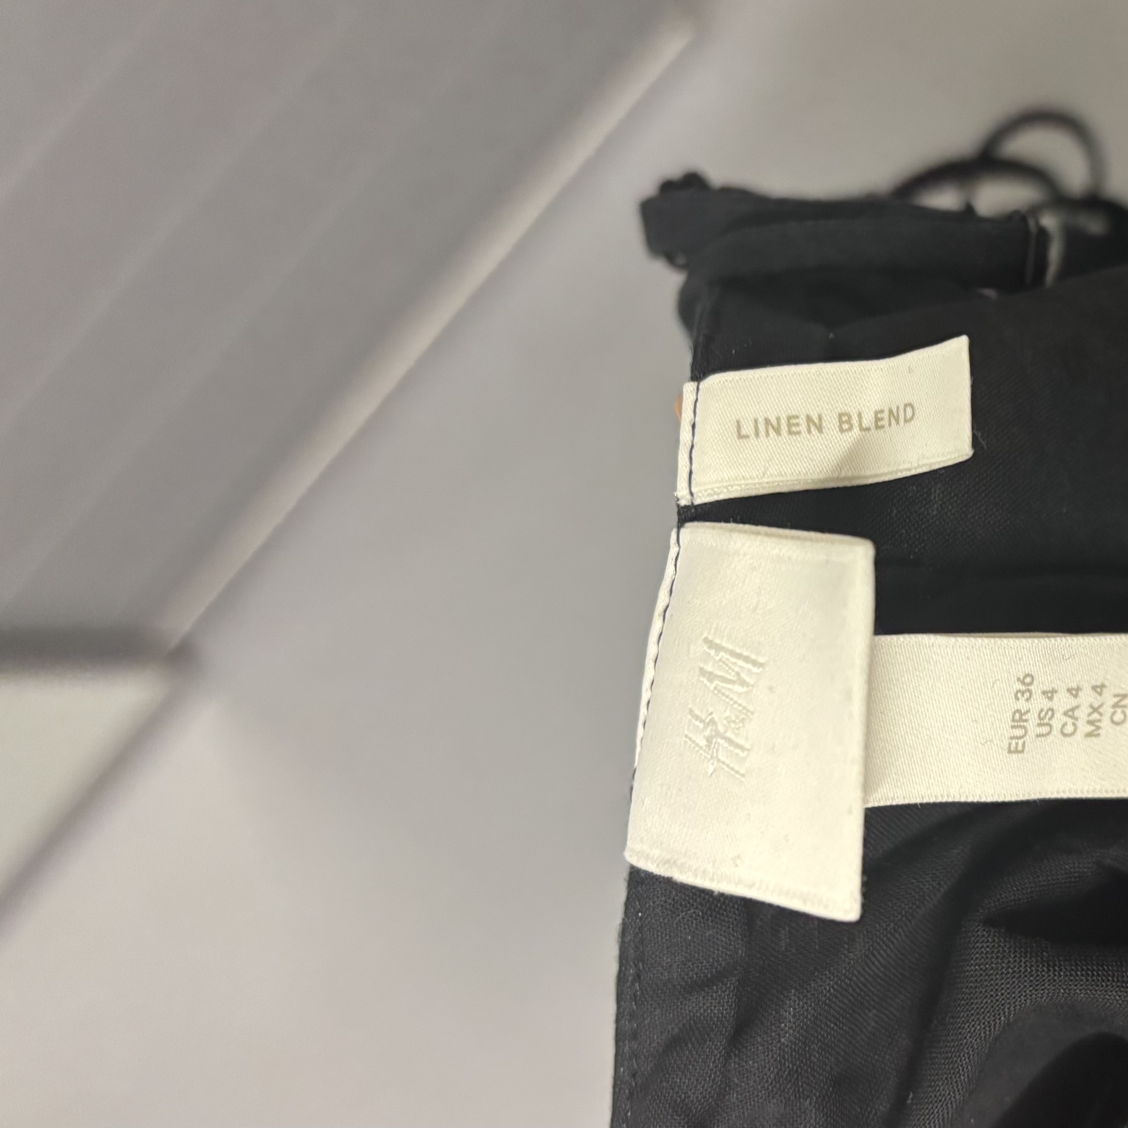 LINEN BLEND
H&M
EUR 36
US 4
CA 4
MX 4
CN